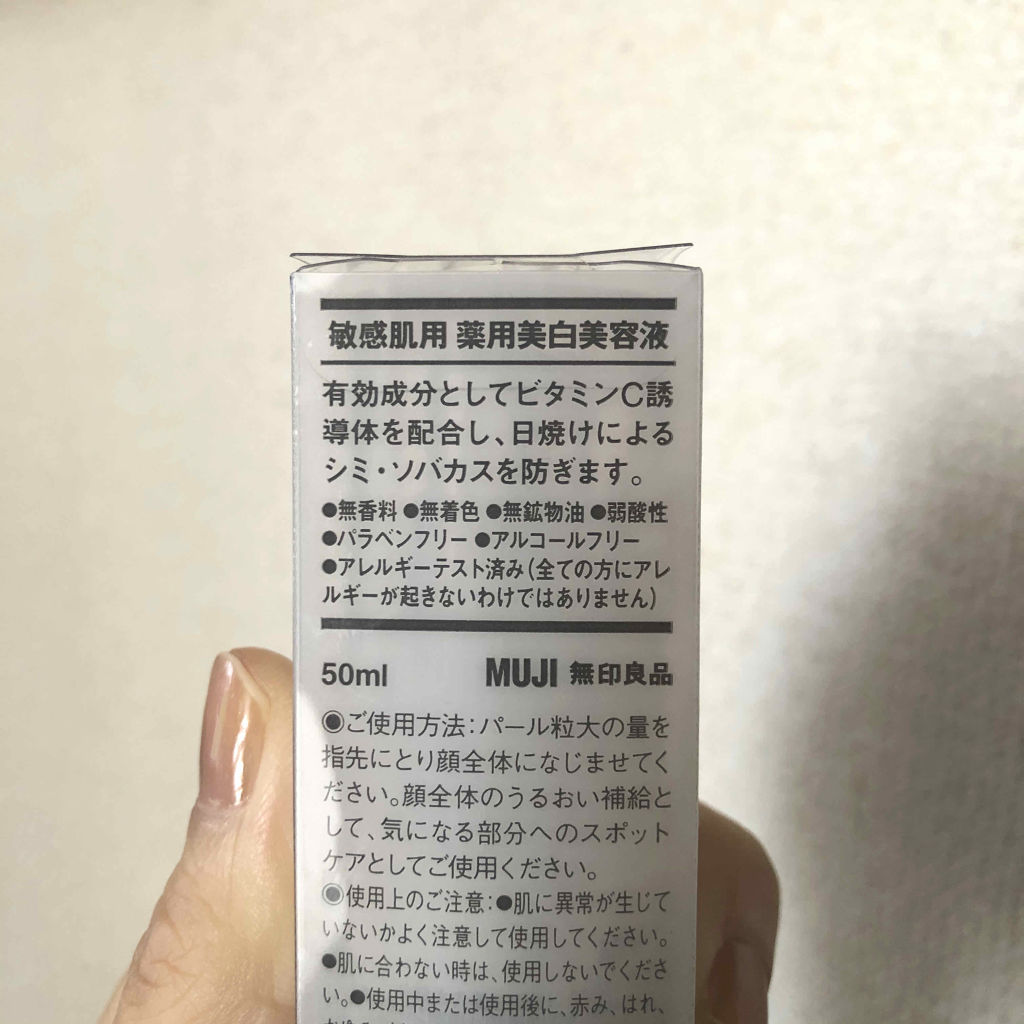 敏感肌用 薬用美白美容液
有効成分としてビタミンC誘
導体を配合し、日焼けによる
シミ・ソバカスを防ぎます。
●無香料 ●無着色 ●無鉱物油 ●弱酸性
●パラベンフリー ●アルコールフリー
●アレルギーテスト済み(全ての方にアレ
ルギーが起きないわけではありません)
50ml MUJI 無印良品
◉ご使用方法:パール粒大の量を
指先にとり顔全体になじませてく
ださい。顔全体のうるおい補給と
して、気になる部分へのスポット
ケアとしてご使用ください。
◉使用上のご注意:●肌に異常が生じて
いないかよく注意して使用してください。
●肌に合わない時は、使用しないでくださ
い。●使用中または使用後に、赤み、はれ、